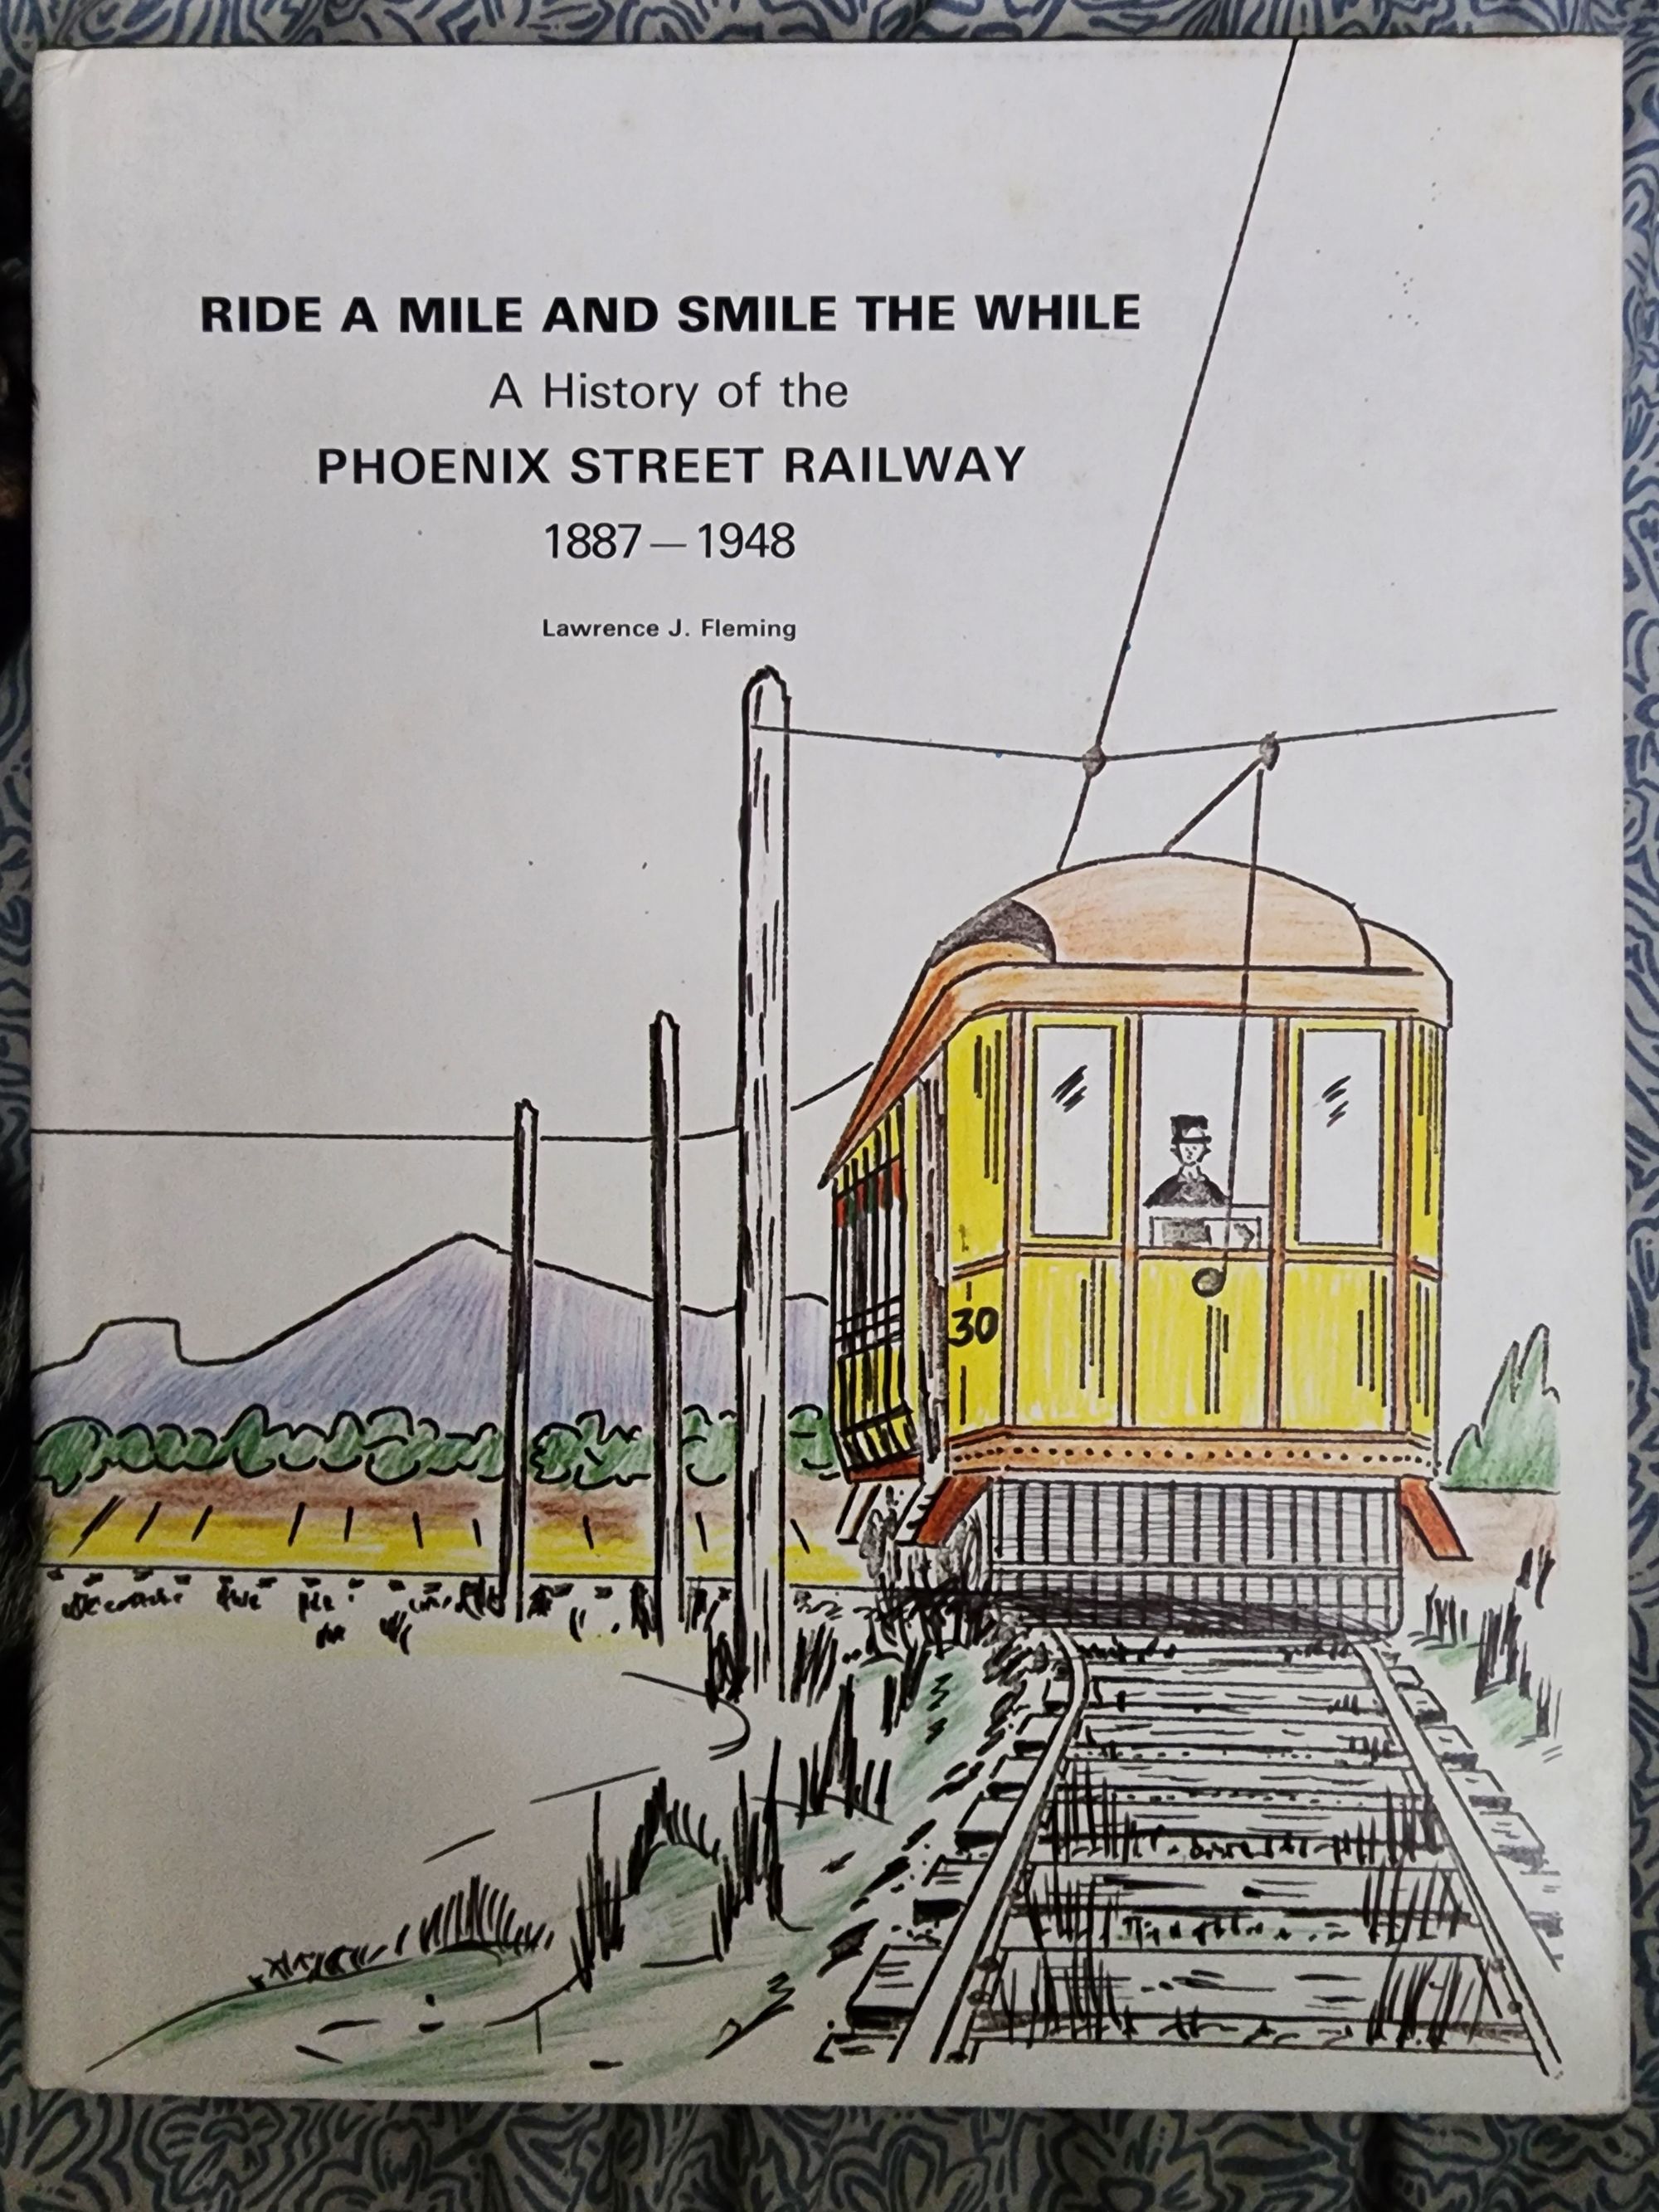 RIDE A MILE AND SMILE THE WHILE
A History of the
PHOENIX STREET RAILWAY
1887—1948
Lawrence J. Fleming
30